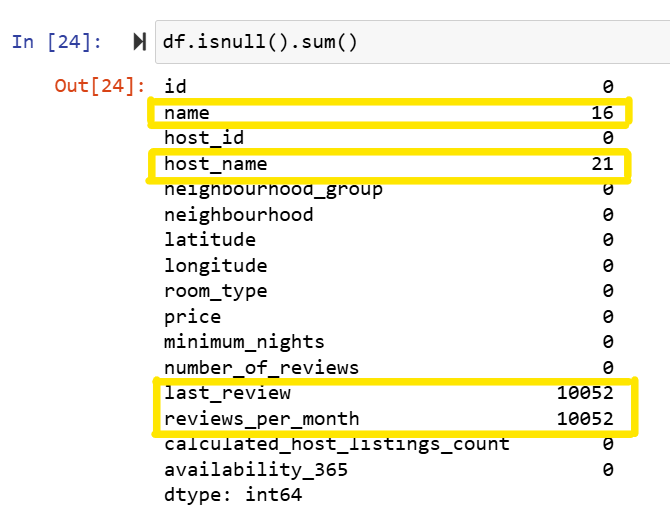 In [24]: df.isnull().sum()
Out[24]: id 0
name 16
host_id 0
host_name 21
neighbourhood_group 0
neighbourhood 0
latitude 0
longitude 0
room_type 0
price 0
minimum_nights 0
number_of_reviews 0
last_review 10052
reviews_per_month 10052
calculated_host_listings_count 0
availability_365 0
dtype: int64